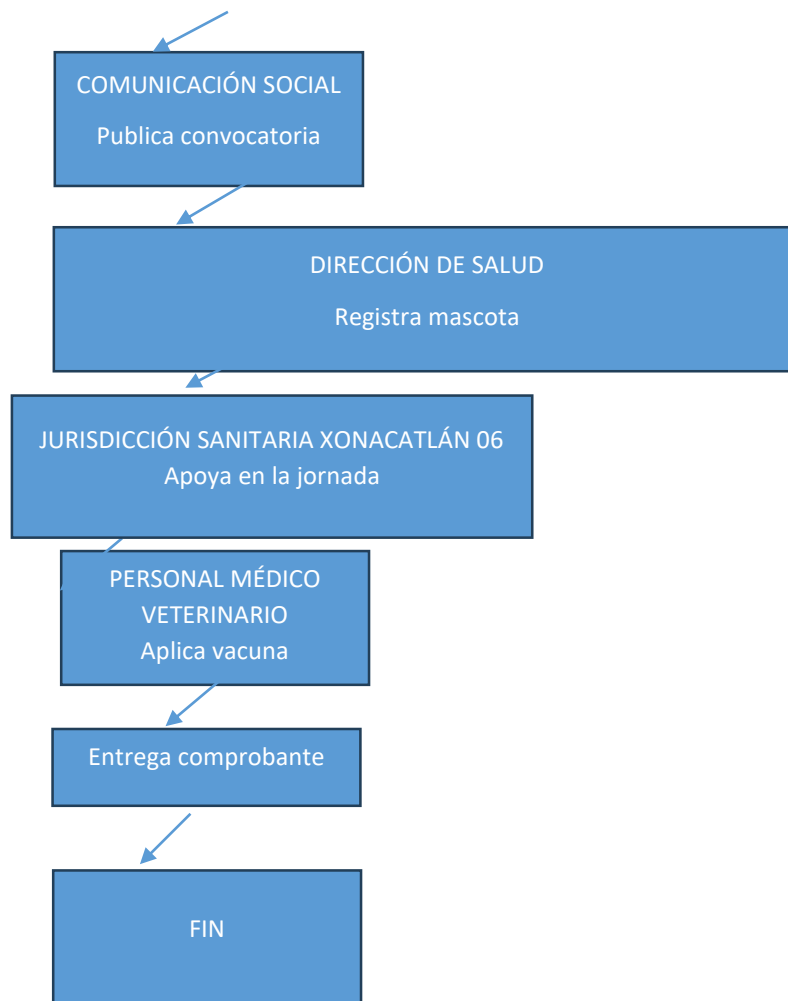 COMUNICACIÓN SOCIAL
Publica convocatoria
DIRECCIÓN DE SALUD
Registra mascota
JURISDICCIÓN SANITARIA XONACATLÁN 06
Apoya en la jornada
PERSONAL MÉDICO
VETERINARIO
Aplica vacuna
Entrega comprobante
FIN